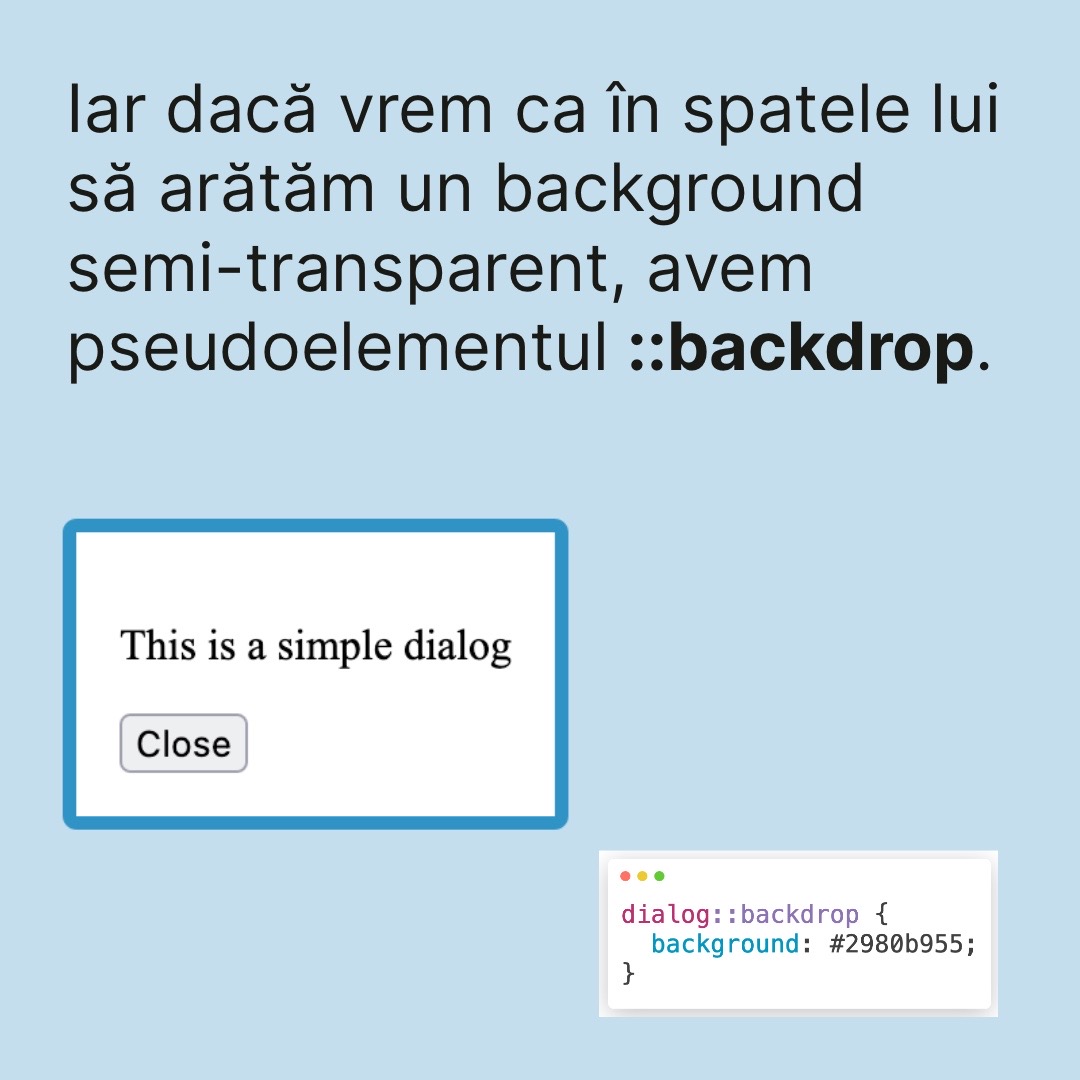 Iar dacă vrem ca în spatele lui
să arătăm un background
semi-transparent, avem
pseudoelementul ::backdrop.
This is a simple dialog
Close
dialog::backdrop {
  background: #2980b955;
}